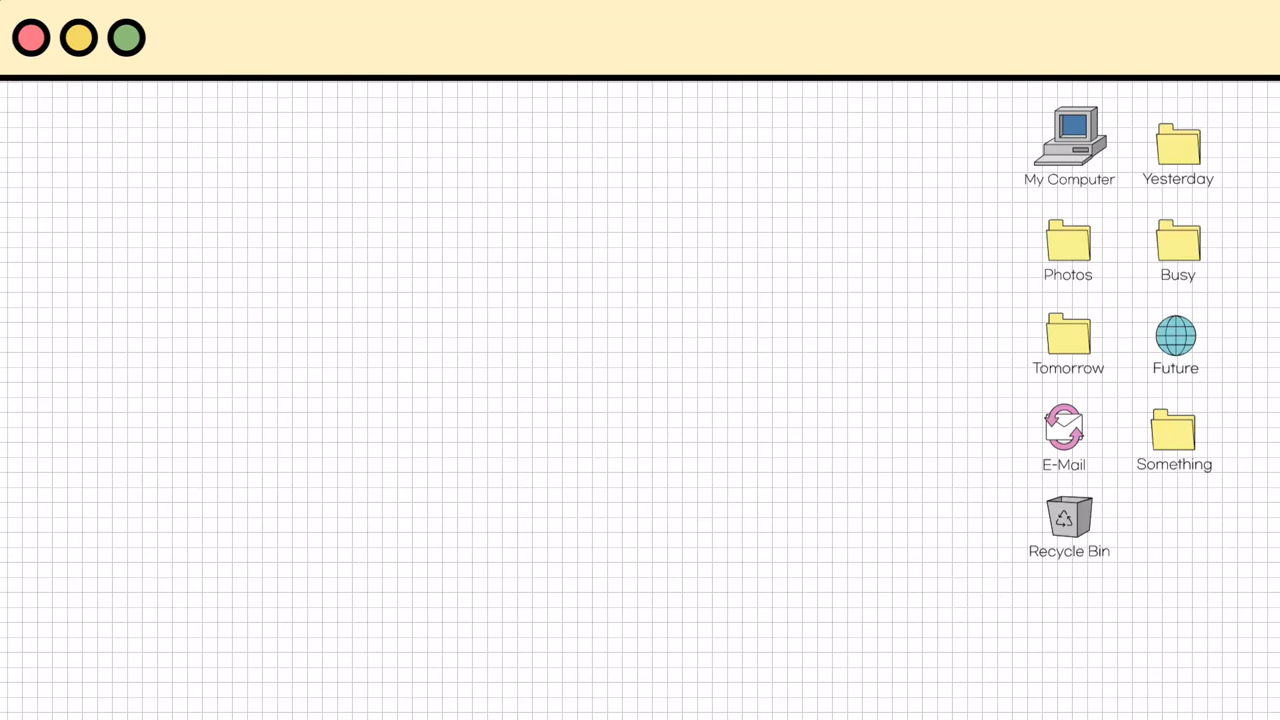 My Computer
Yesterday
Photos
Busy
Tomorrow
Future
E-Mail
Something
Recycle Bin